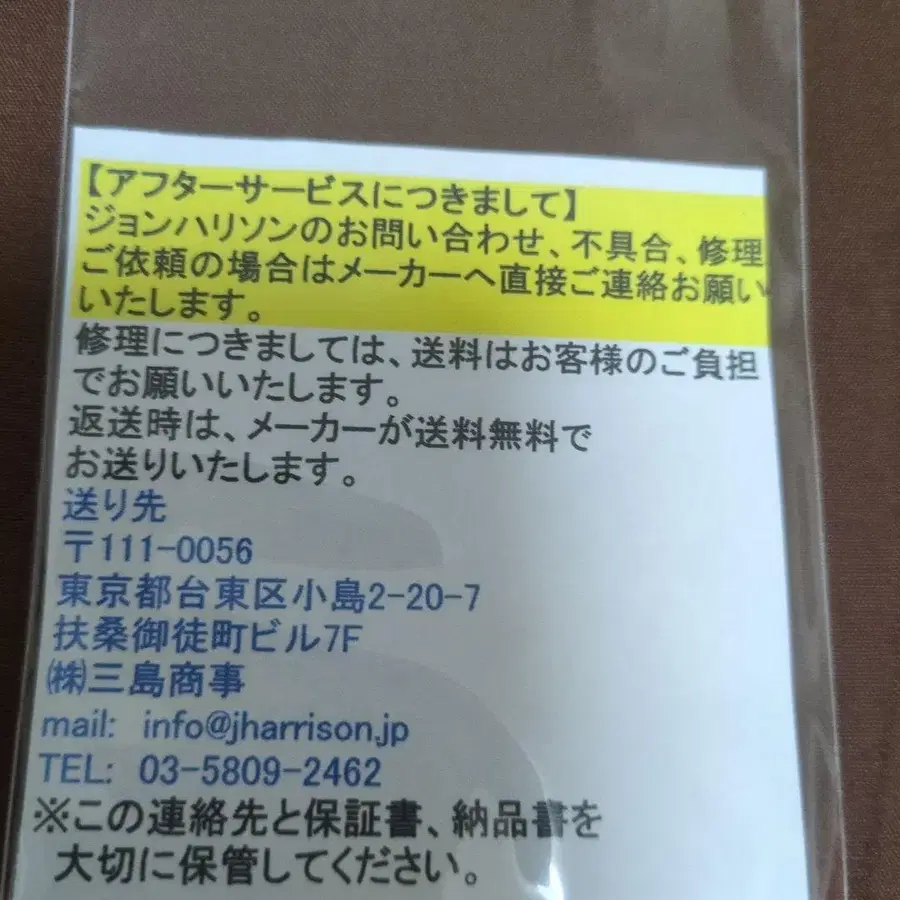 【アフターサービスにつきまして】
ジョンハリソンのお問い合わせ、不具合、修理
ご依頼の場合はメーカーへ直接ご連絡お願い
いたします。
修理につきましては、送料はお客様のご負担
でお願いいたします。
返送時は、メーカーが送料無料で
お送りいたします。
送り先
〒111-0056
東京都台東区小島2-20-7
扶桑御徒町ビル7F
㈱三島商事
mail: info@jharrison.jp
TEL: 03-5809-2462
※この連絡先と保証書、納品書を
大切に保管してください。